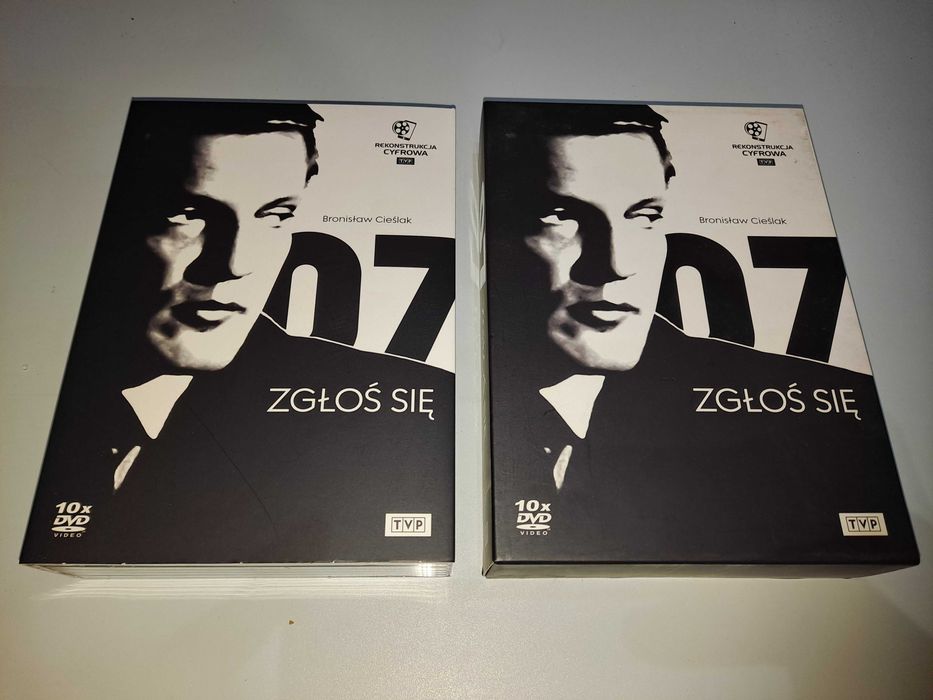 REKONSTRUKCJA
CYFROWA
TVP
Bronisław Cieślak
07
ZGŁOŚ SIĘ
10x
DVD
VIDEO
TVP
REKONSTRUKCJA
CYFROWA
TVP
Bronisław Cieślak
07
ZGŁOŚ SIĘ
10x
DVD
VIDEO
TVP